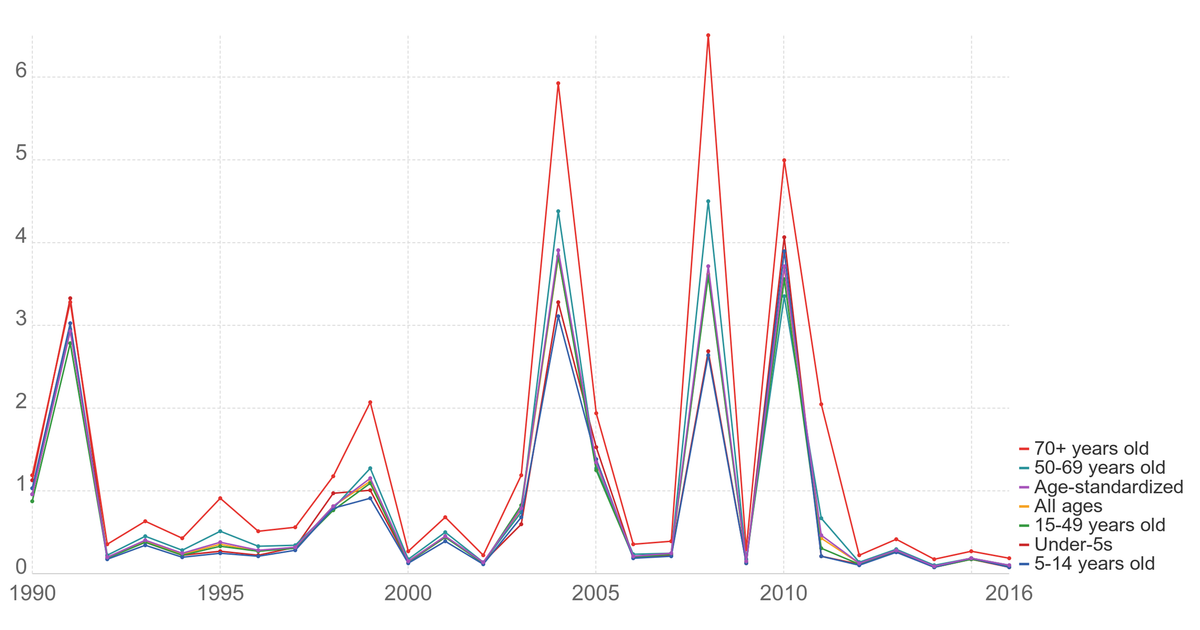 6
5
4
3
2
1
0
1990 1995 2000 2005 2010 2016
70+ years old
50-69 years old
Age-standardized
All ages
15-49 years old
Under-5s
5-14 years old